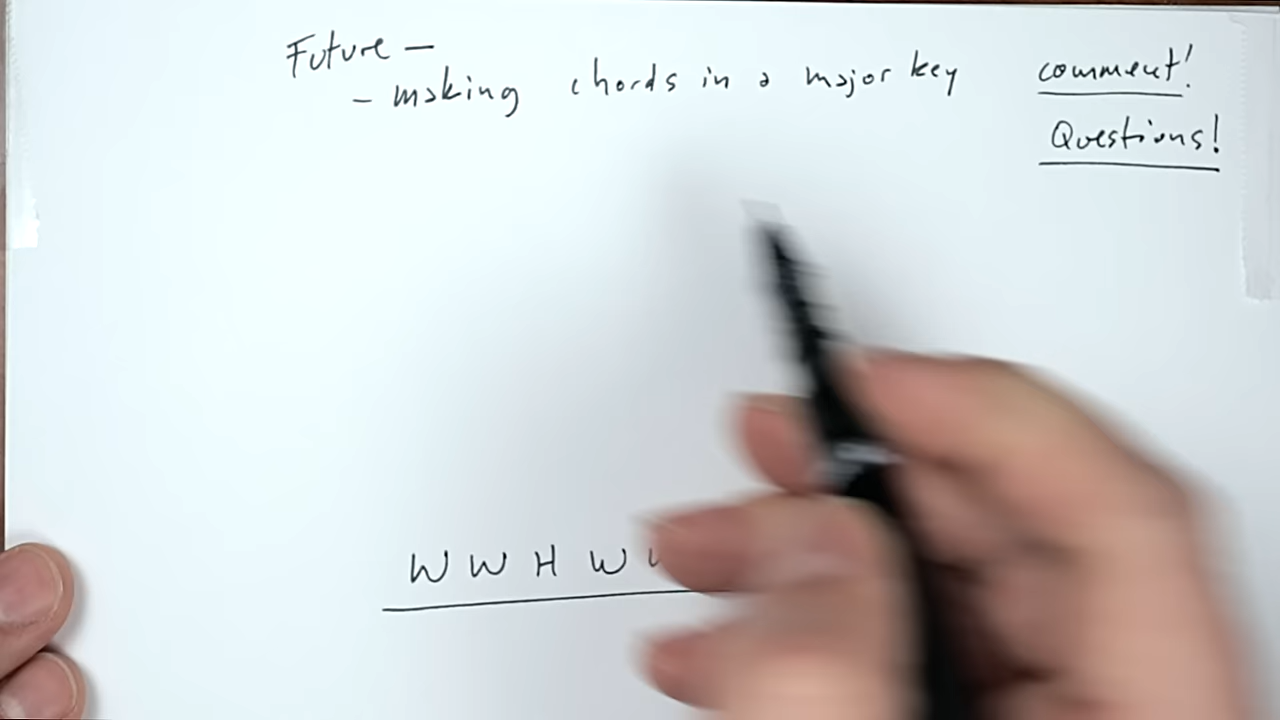 Future -
- making chords in a major key
comment!
Questions!
W W H W